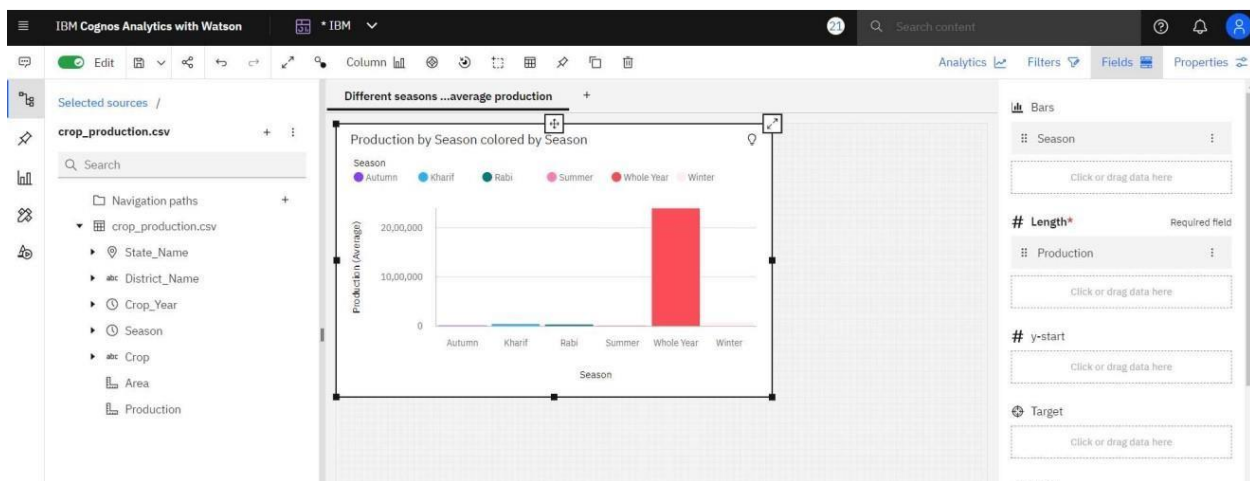 IBM Cognos Analytics with Watson
* IBM
21
Search content
Edit
Column
Analytics
Filters
Fields
Properties
Selected sources /
crop_production.csv
Search
Navigation paths
crop_production.csv
State_Name
abc District_Name
Crop_Year
Season
abc Crop
Area
Production
Different seasons ...average production
Production by Season colored by Season
Season
Autumn Kharif Rabi Summer Whole Year Winter
Production (Average)
20,00,000
10,00,000
0
Autumn Kharif Rabi Summer Whole Year Winter
Season
Bars
Season
Click or drag data here
# Length* Required field
Production
Click or drag data here
# y-start
Click or drag data here
Target
Click or drag data here